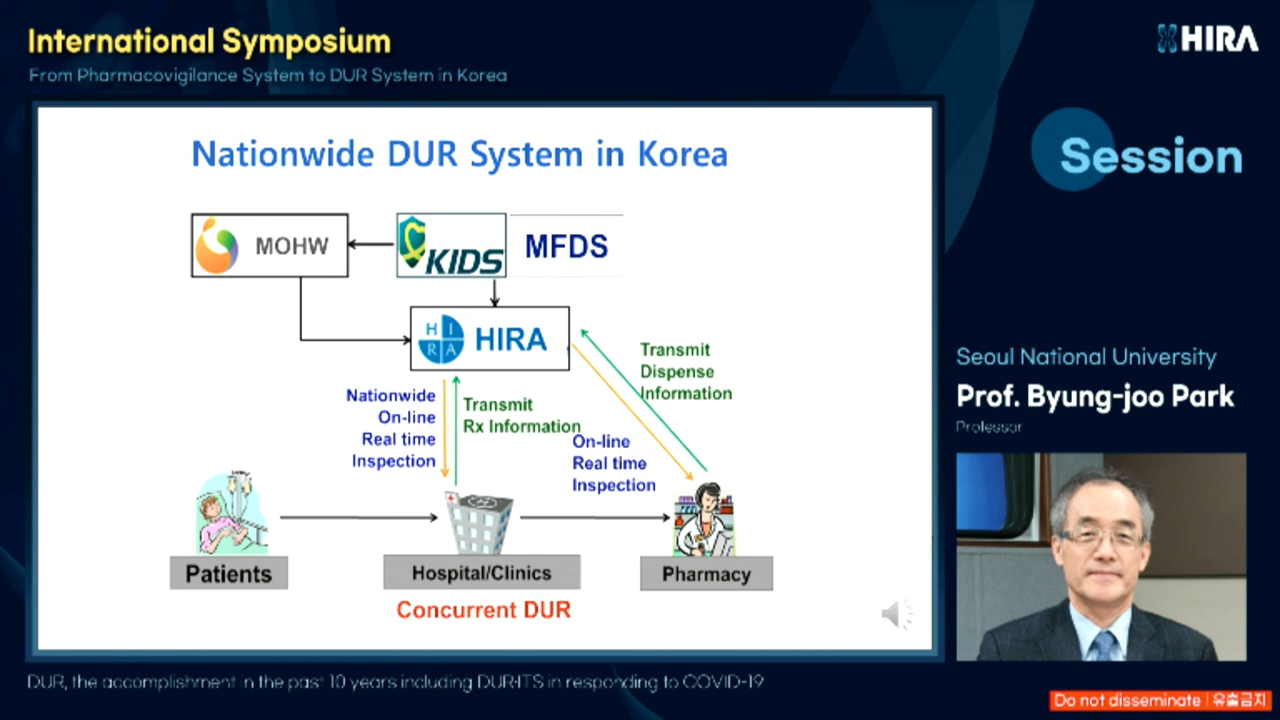 International Symposium
From Pharmacovigilance System to DUR System in Korea
HIRA
Session
Nationwide DUR System in Korea
MOHW
KIDS
MFDS
H I
R A
HIRA
Transmit
Dispense
Information
Nationwide
On-line
Real time
Inspection
Transmit
Rx Information
On-line
Real time
Inspection
Patients
Hospital/Clinics
Pharmacy
Concurrent DUR
Seoul National University
Prof. Byung-joo Park
Professor
DUR, the accomplishment in the past 10 years including DUR·ITS in responding to COVID-19
Do not disseminate | 유출금지